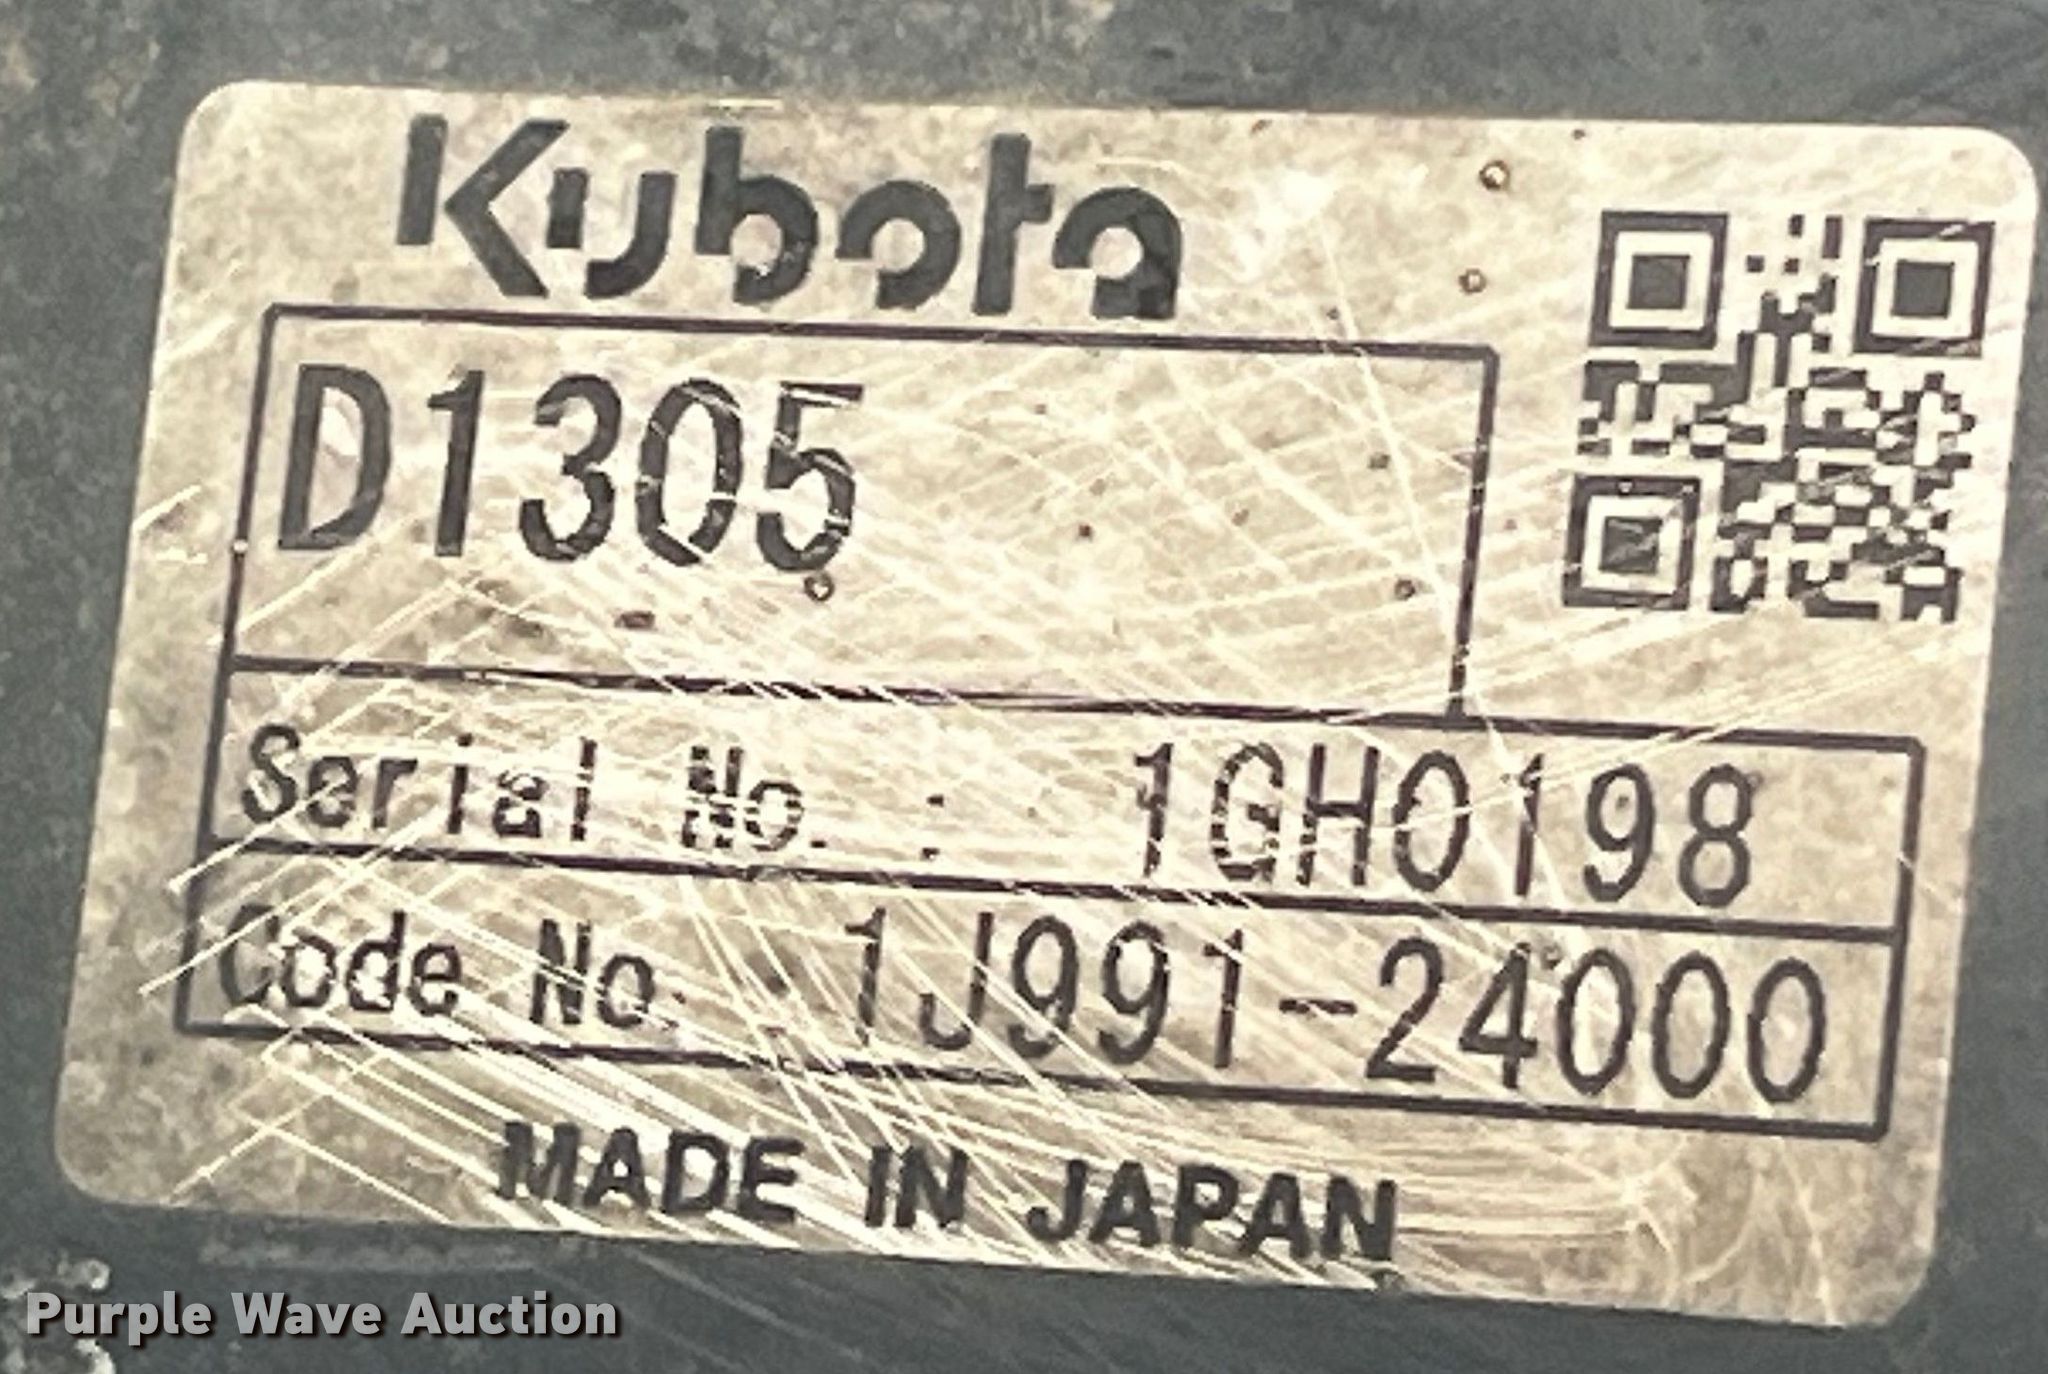 Kubota
D1305
Serial No. : 1GH0198
Code No. : 1J991-24000
MADE IN JAPAN
Purple Wave Auction